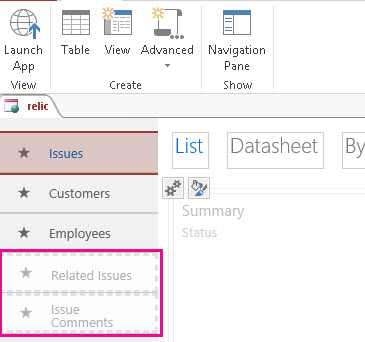 Launch App
Table
View
Advanced
Navigation Pane
View
Create
Show
relic
Issues
List
Datasheet
By
Customers
Employees
Summary
Status
Related Issues
Issue
Comments